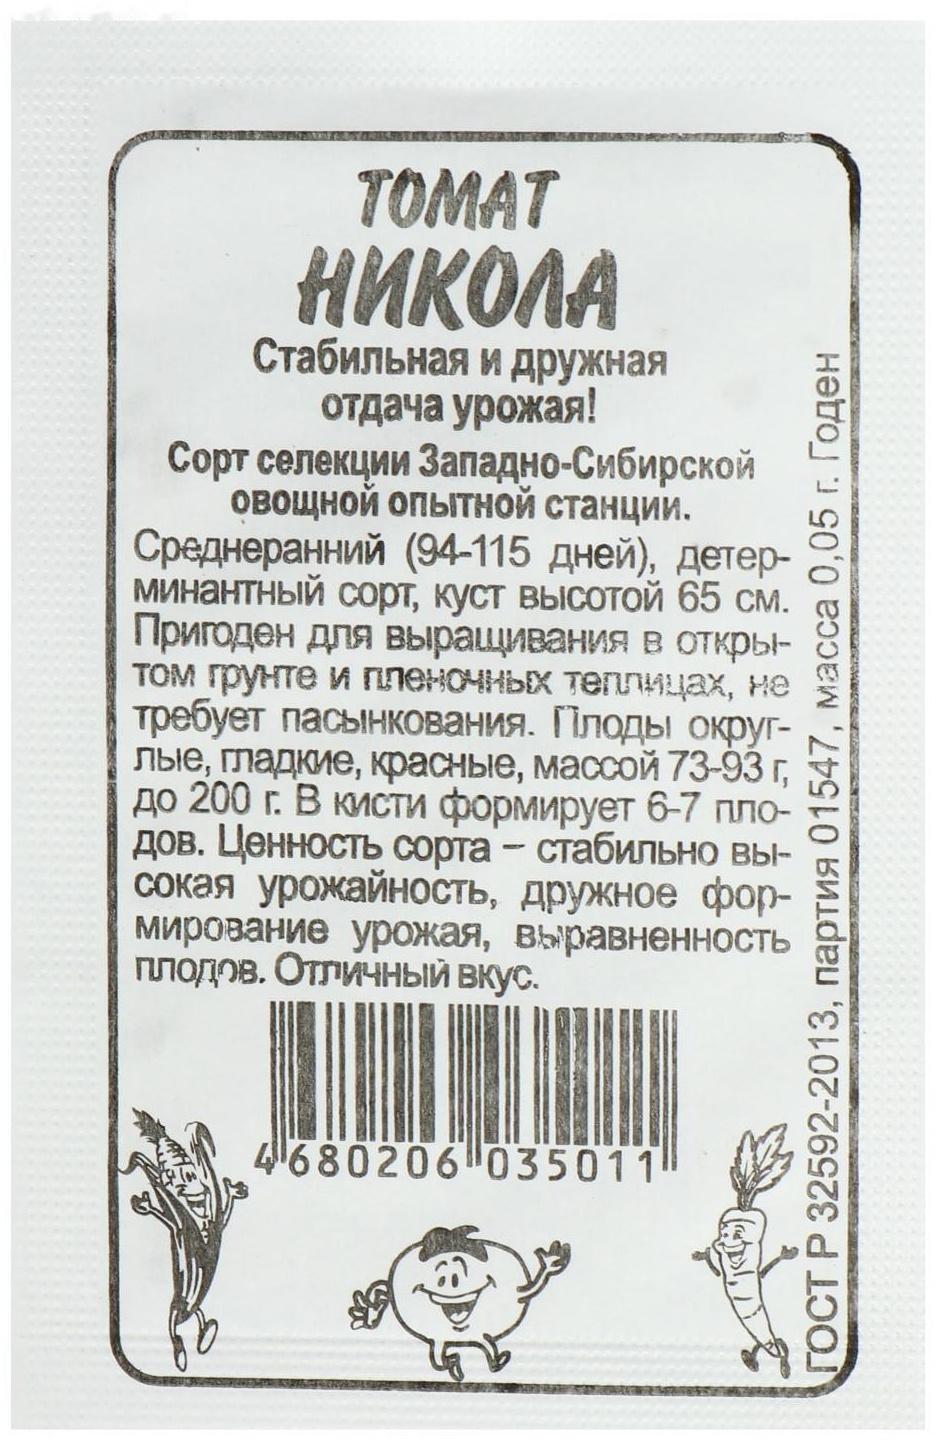 ТОМАТ
НИКОЛА
Стабильная и дружная
отдача урожая!
Сорт селекции Западно-Сибирской
овощной опытной станции.
Среднеранний (94-115 дней), детер-
минантный сорт, куст высотой 65 см.
Пригоден для выращивания в откры-
том грунте и пленочных теплицах, не
требует пасынкования. Плоды округ-
лые, гладкие, красные, массой 73-93 г,
до 200 г. В кисти формирует 6-7 пло-
дов. Ценность сорта – стабильно вы-
сокая урожайность, дружное фор-
мирование урожая, выравненность
плодов. Отличный вкус.
4 680206 035011
ГОСТ Р 32592-2013, партия 01547, масса 0,05 г. Годен